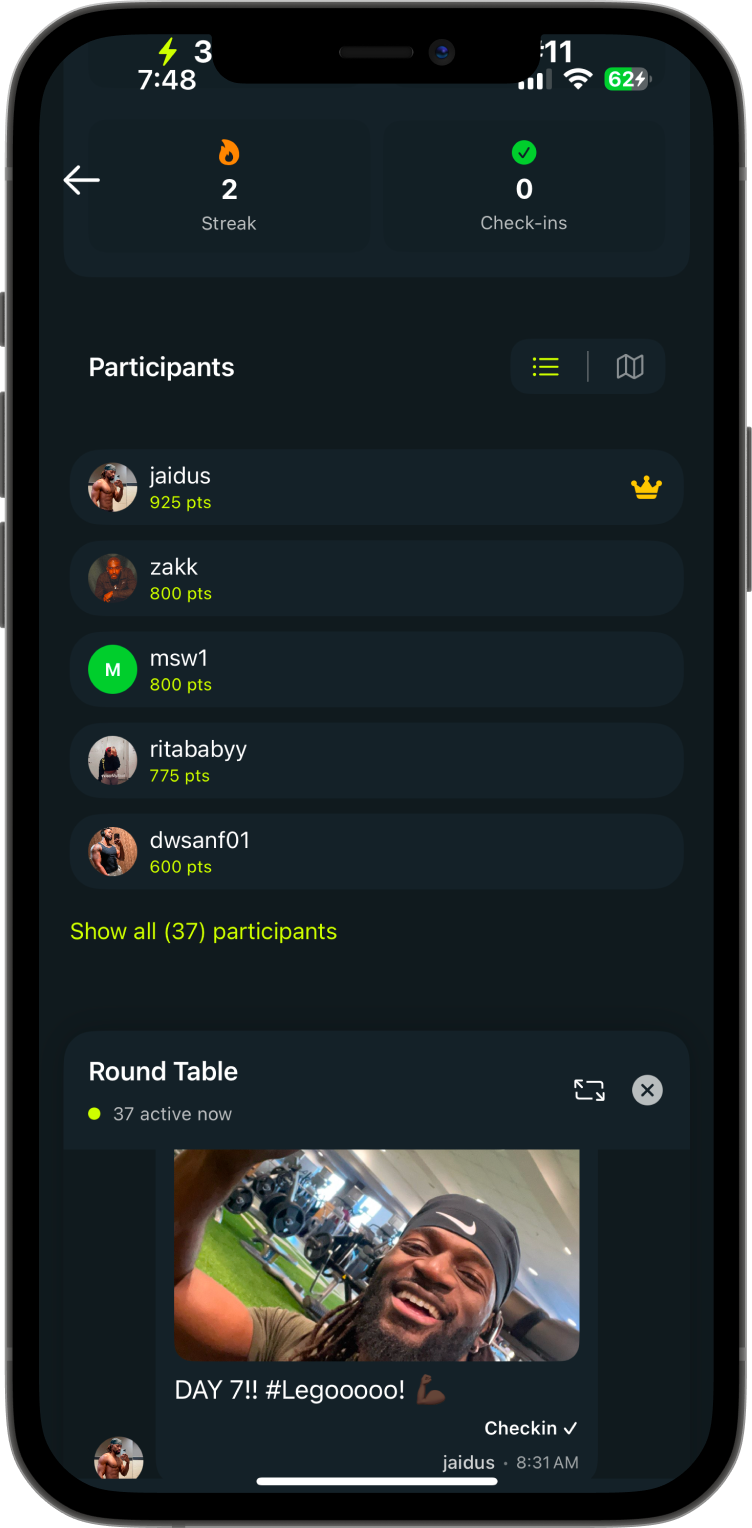 3
11
7:48
62
2
0
Streak
Check-ins
Participants
jaidus
925 pts
zakk
800 pts
M
msw1
800 pts
ritababyy
775 pts
dwsanf01
600 pts
Show all (37) participants
Round Table
37 active now
DAY 7!! #Legooooo! 💪🏿
Checkin ✓
jaidus • 8:31 AM